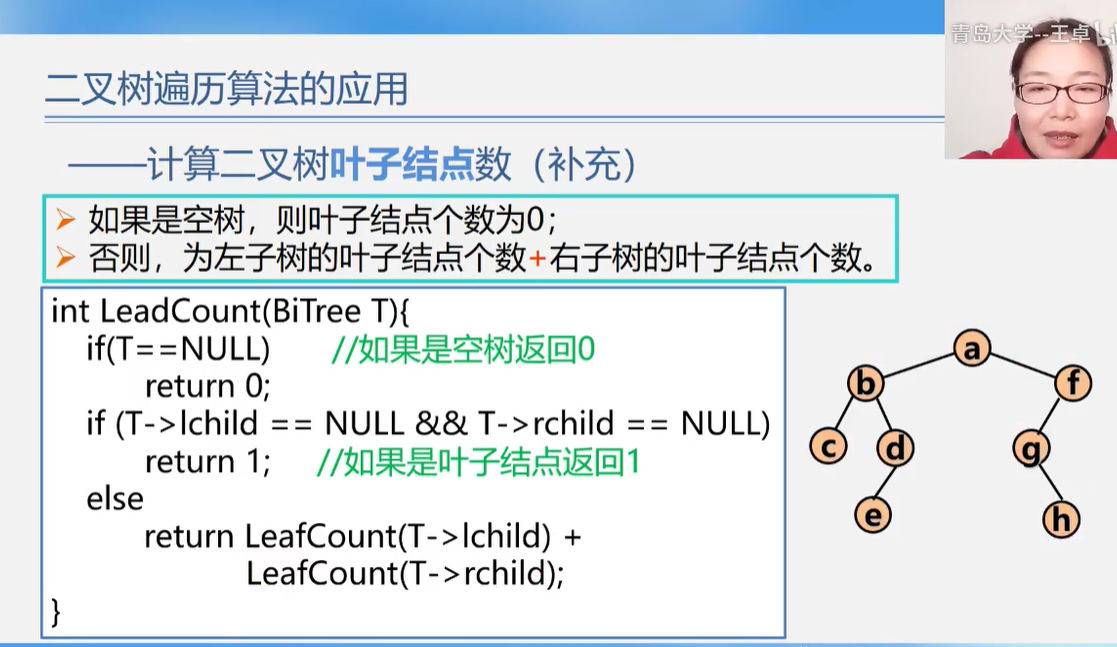 青岛大学--王卓
二叉树遍历算法的应用
——计算二叉树叶子结点数（补充）
➢ 如果是空树，则叶子结点个数为0；
➢ 否则，为左子树的叶子结点个数+右子树的叶子结点个数。
int LeadCount(BiTree T){
if(T==NULL) //如果是空树返回0
return 0;
if (T->lchild == NULL && T->rchild == NULL)
return 1; //如果是叶子结点返回1
else
return LeafCount(T->lchild) +
LeafCount(T->rchild);
}
a
b f
c d g
e h